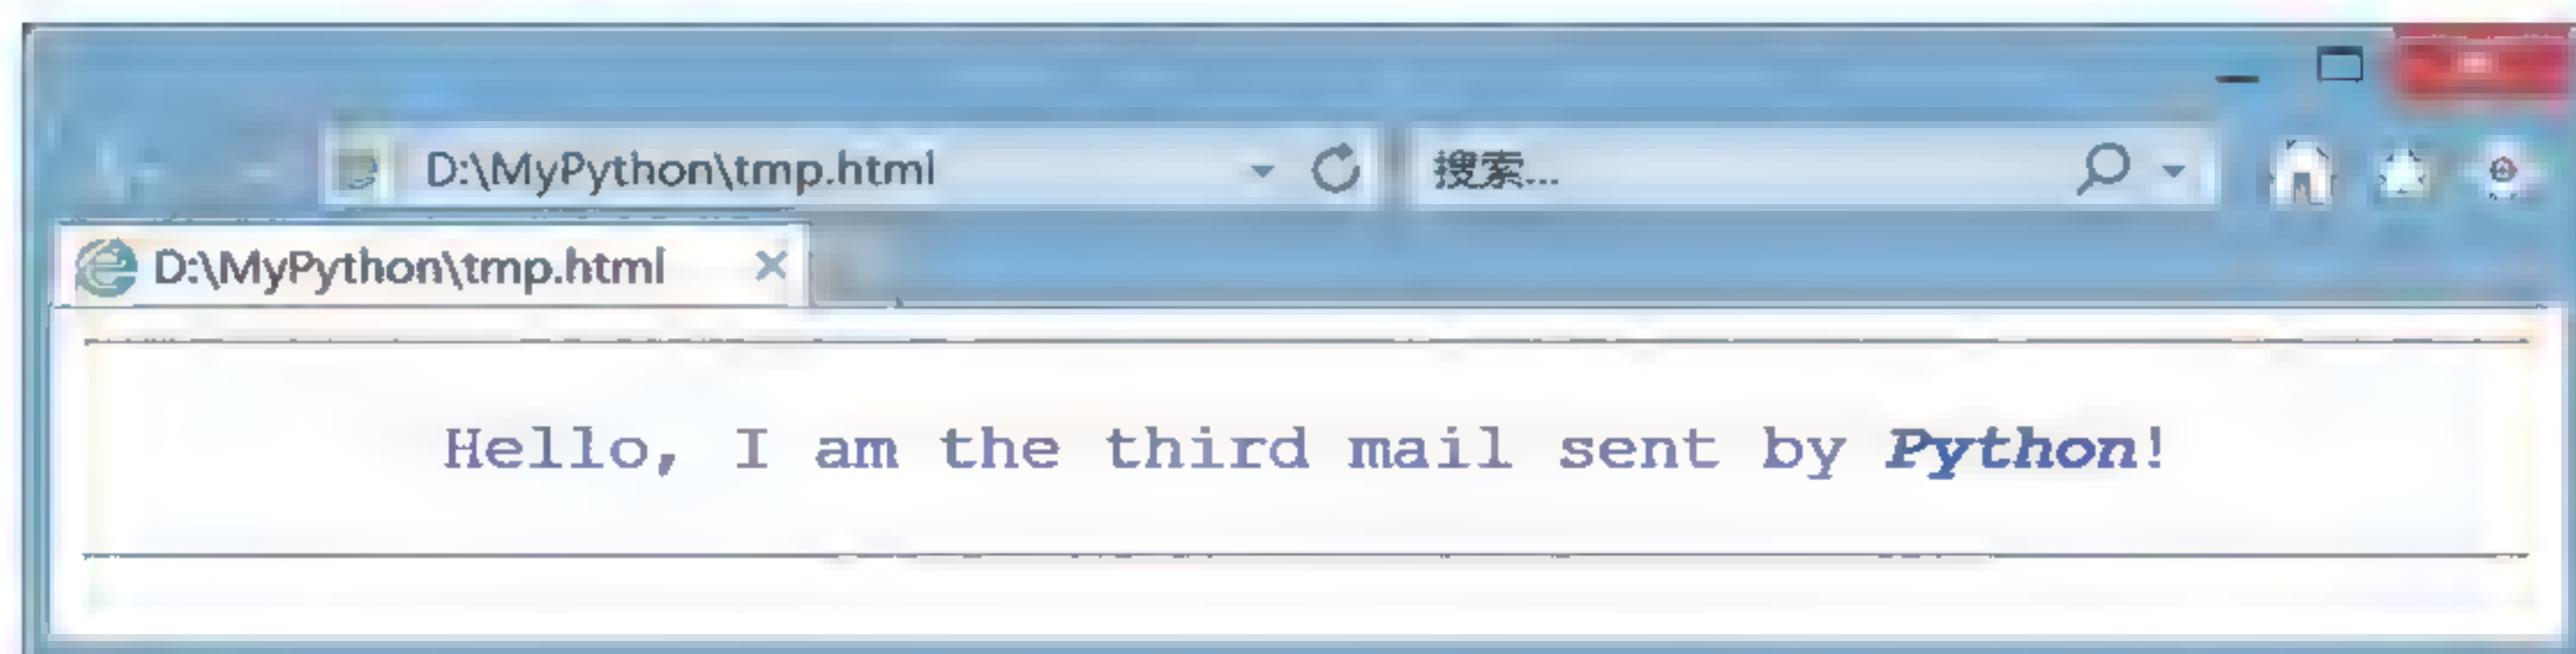 D:\MyPython\tmp.html
搜索...
D:\MyPython\tmp.html
Hello, I am the third mail sent by Python!